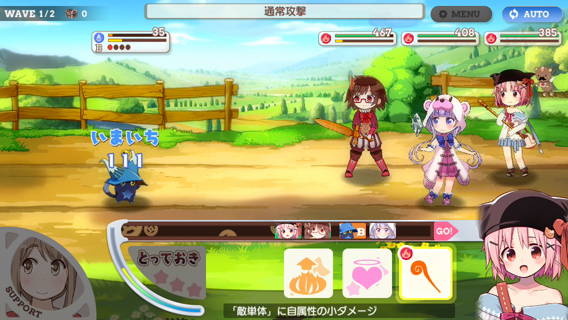 WAVE 1/2 0
通常攻撃
MENU
AUTO
35
B
467
408
385
いまいち
111
B
GO!
とっておき
SUPPORT
「敵単体」に自属性の小ダメージ